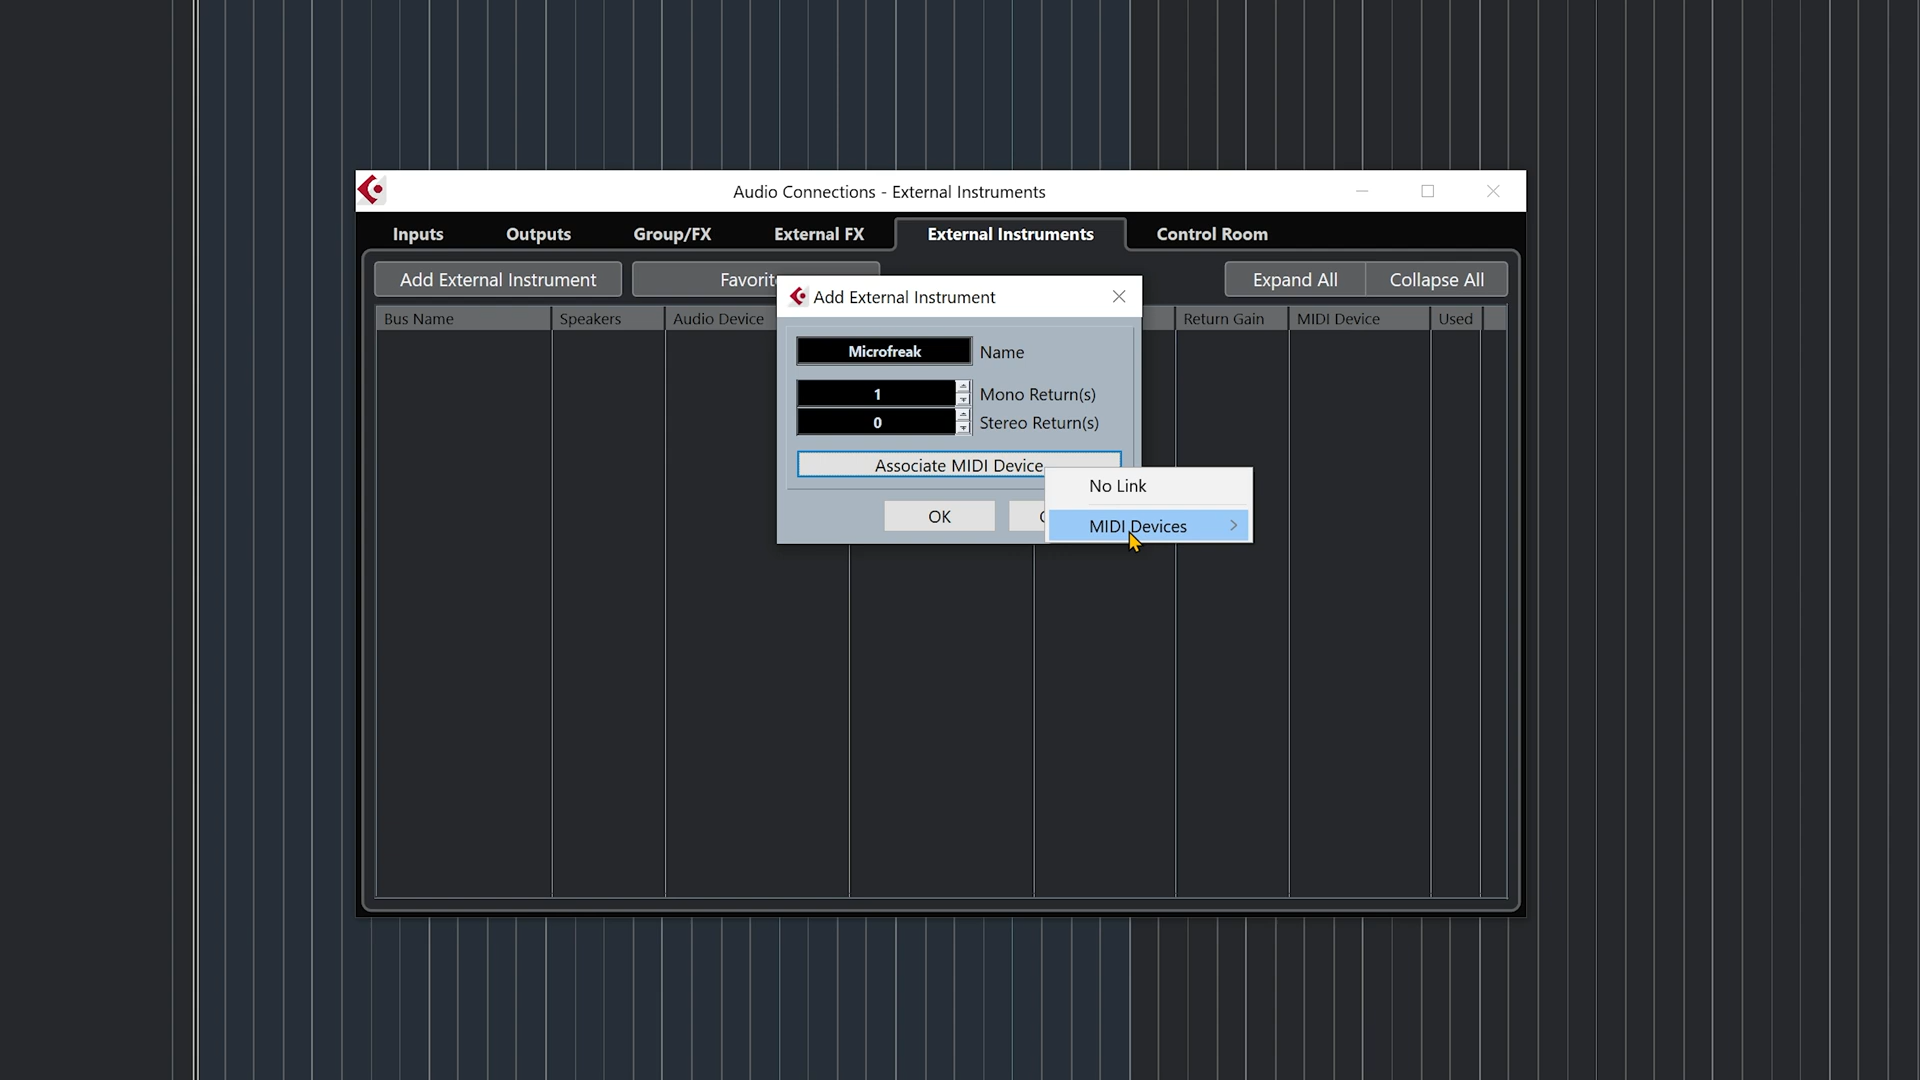 Audio Connections - External Instruments
Inputs Outputs Group/FX External FX External Instruments Control Room
Add External Instrument Expand All Collapse All
Add External Instrument
Bus Name Speakers Audio Device Return Gain MIDI Device Used
Microfreak Name
1 Mono Return(s)
0 Stereo Return(s)
Associate MIDI Device
No Link
OK
MIDI Devices